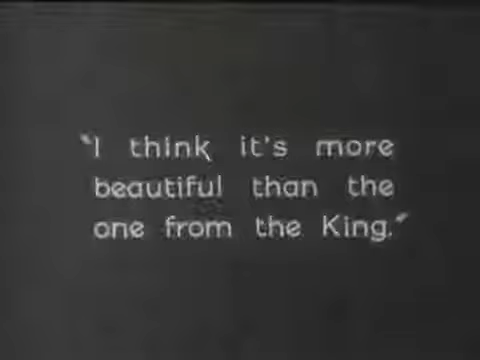 "I think it's more
beautiful than the
one from the King."